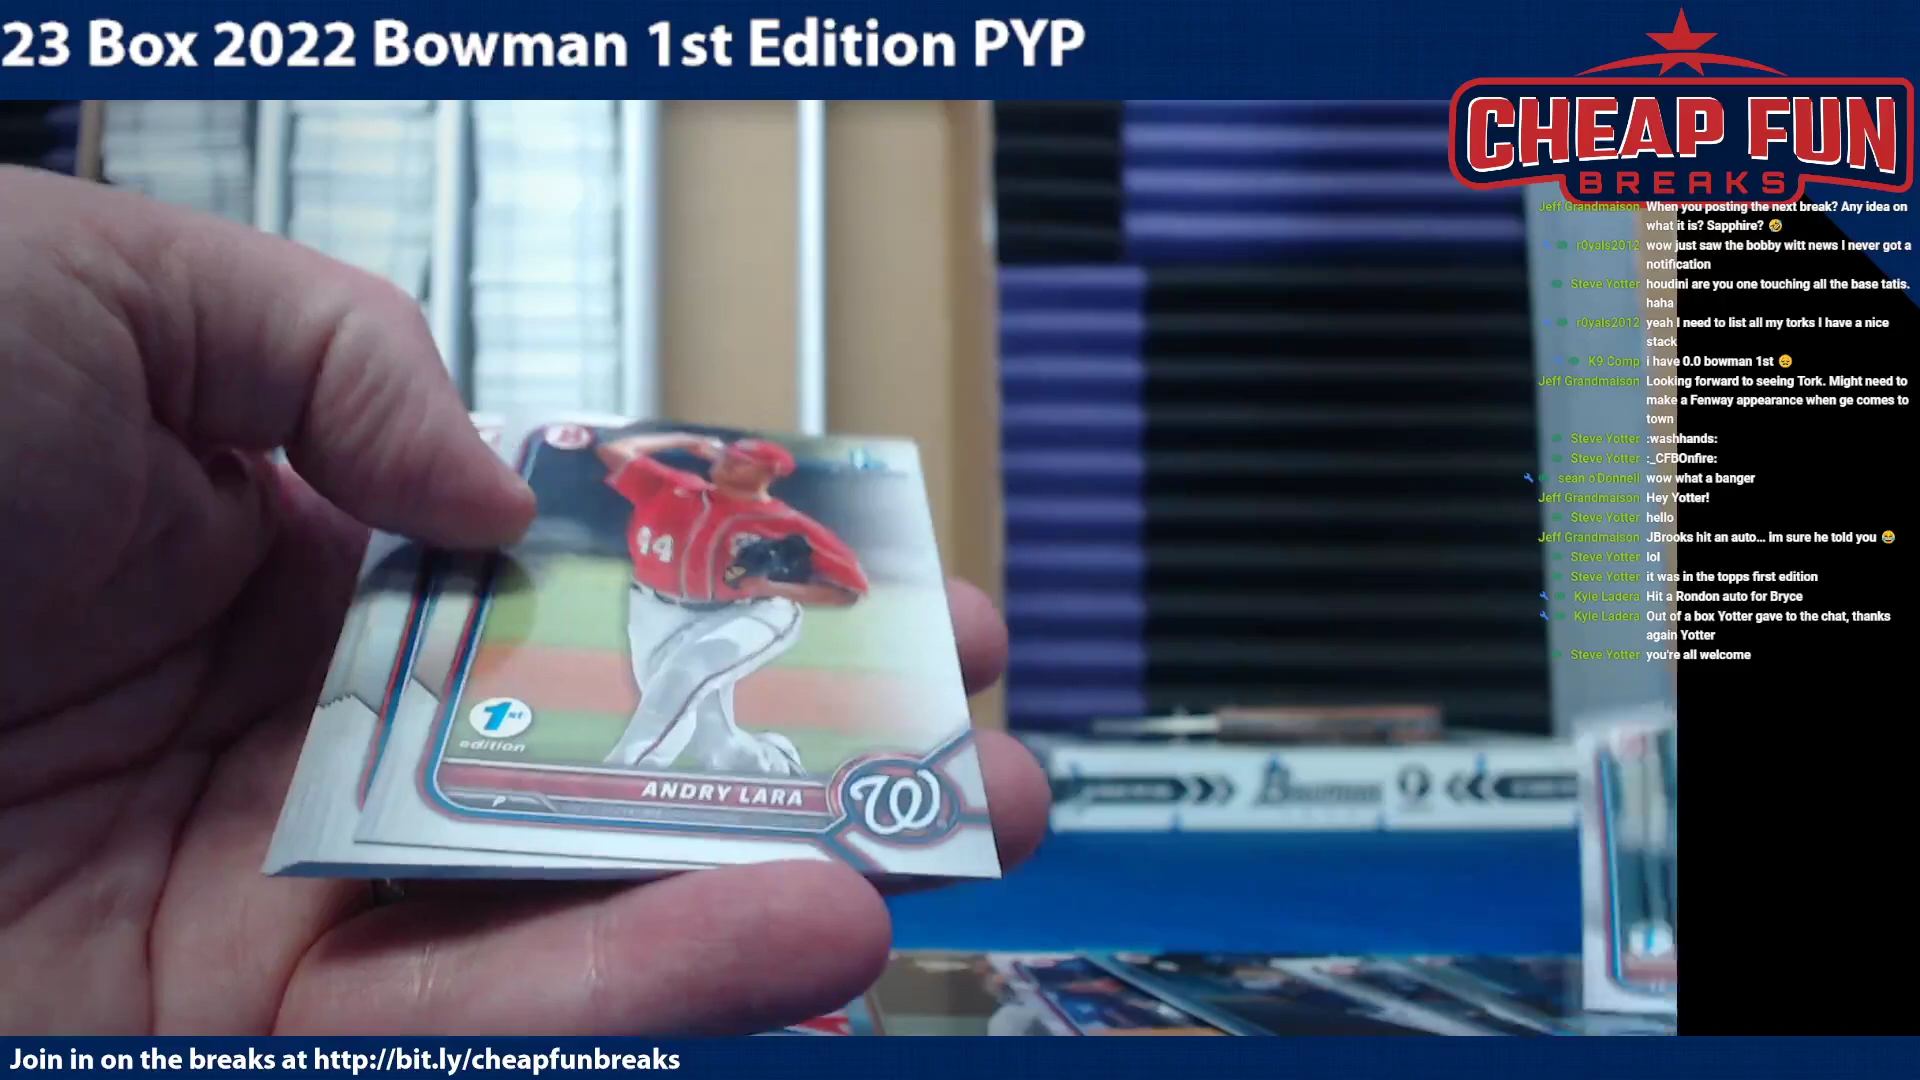 23 Box 2022 Bowman 1st Edition PYP
CHEAP FUN
BREAKS
Jeff Grandmaison When you posting the next break? Any idea on
what it is? Sapphire? 🤣
r0yals2012 wow just saw the bobby witt news I never got a
notification
Steve Yotter houdini are you one touching all the base tatis.
haha
r0yals2012 yeah I need to list all my torks I have a nice
stack
K9 Comp i have 0.0 bowman 1st 😔
Jeff Grandmaison Looking forward to seeing Tork. Might need to
make a Fenway appearance when ge comes to
town
Steve Yotter :washhands:
Steve Yotter :_CFBOnfire:
sean o'Donnell wow what a banger
Jeff Grandmaison Hey Yotter!
Steve Yotter hello
Jeff Grandmaison JBrooks hit an auto... im sure he told you 😂
Steve Yotter lol
Steve Yotter it was in the topps first edition
Kyle Ladera Hit a Rondon auto for Bryce
Kyle Ladera Out of a box Yotter gave to the chat, thanks
again Yotter
Steve Yotter you're all welcome
44
1st
edition
ANDRY LARA
P
W
Bowman
Join in on the breaks at http://bit.ly/cheapfunbreaks